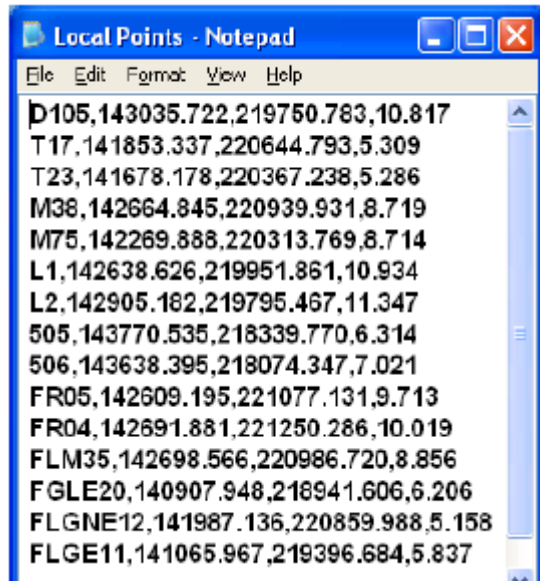 Local Points - Notepad
File Edit Format View Help
D105,143035.722,219750.783,10.817
T17,141853.337,220644.793,5.309
T23,141678.178,220367.238,5.286
M38,142664.845,220939.931,8.719
M75,142269.888,220313.769,8.714
L1,142638.626,219951.861,10.934
L2,142905.182,219795.467,11.347
505,143770.535,218339.770,6.314
506,143638.395,218074.347,7.021
FR05,142609.195,221077.131,9.713
FR04,142691.881,221250.286,10.019
FLM35,142698.566,220986.720,8.856
FGLE20,140907.948,218941.606,6.206
FLGNE12,141987.136,220859.988,5.158
FLGE11,141065.967,219396.684,5.837